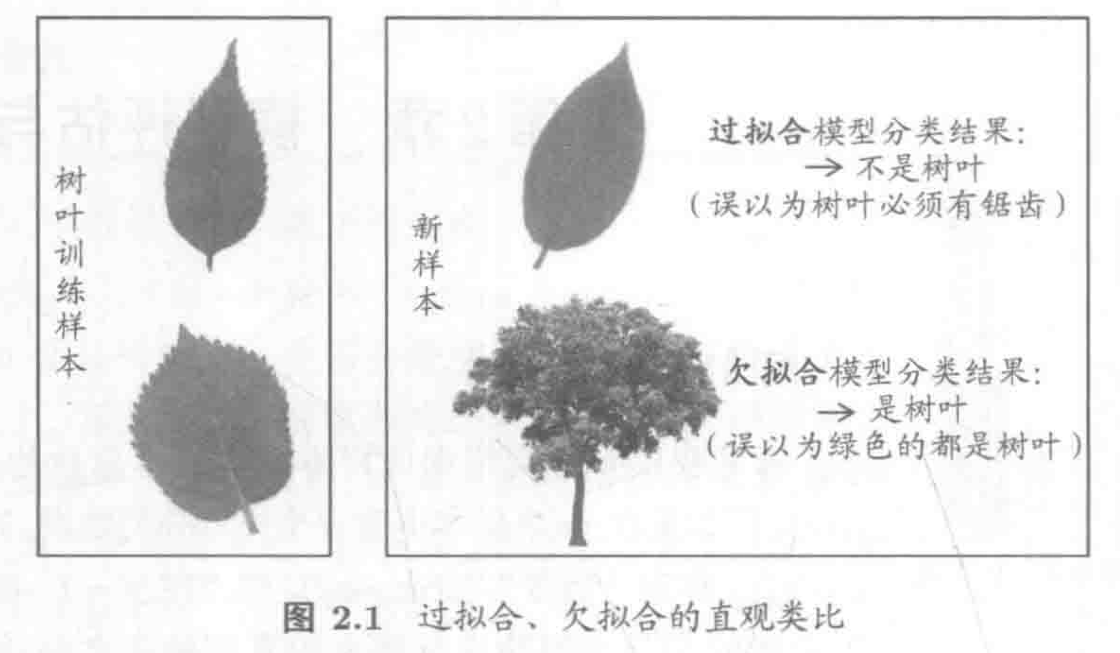 树叶训练样本
新样本
过拟合模型分类结果：
→ 不是树叶
（误以为树叶必须有锯齿）
欠拟合模型分类结果：
→ 是树叶
（误以为绿色的都是树叶）
图 2.1 过拟合、欠拟合的直观类比